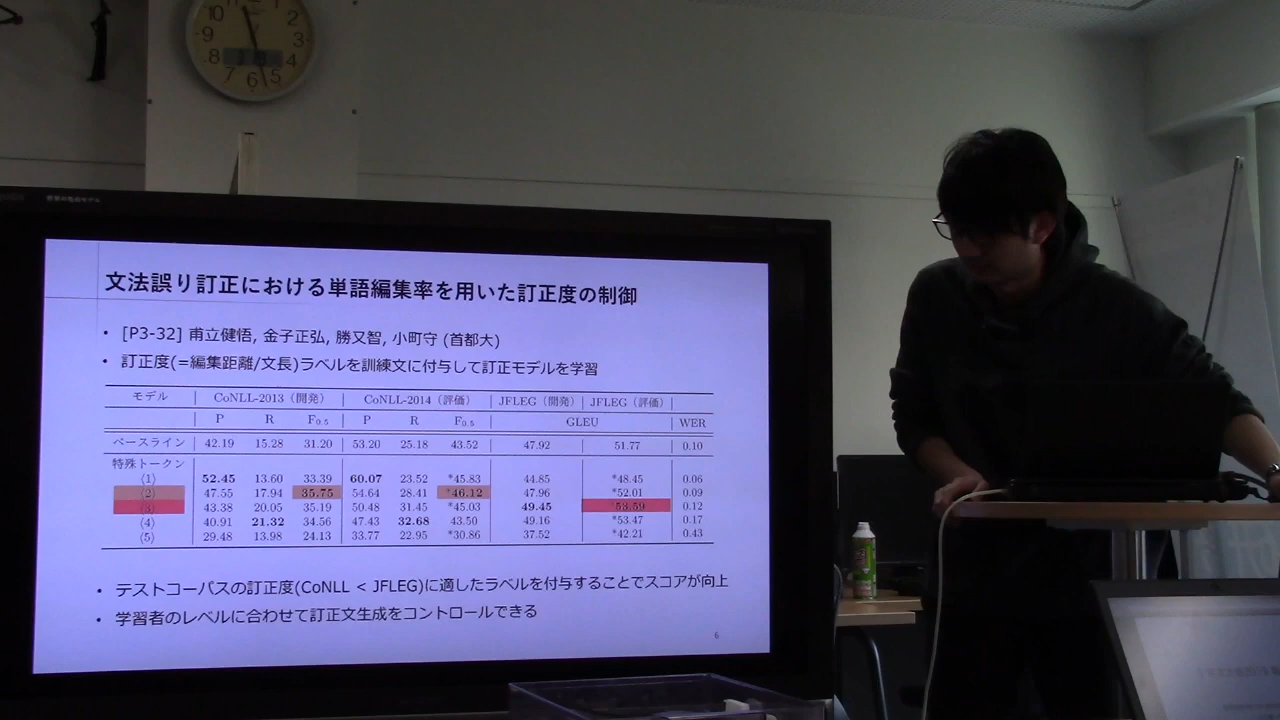 10
2
9
3
8
7
6
5
文法誤り訂正における単語編集率を用いた訂正度の制御
• [P3-32] 甫立健悟, 金子正弘, 勝又智, 小町守 (首都大)
• 訂正度(=編集距離/文長)ラベルを訓練文に付与して訂正モデルを学習
モデル CoNLL-2013（開発） CoNLL-2014（評価） JFLEG（開発） JFLEG（評価）
P R F0.5 P R F0.5 GLEU WER
ベースライン 42.19 15.28 31.20 53.20 25.18 43.52 47.92 51.77 0.10
特殊トークン
(1) 52.45 13.60 33.39 60.07 23.52 *45.83 44.85 *48.45 0.06
(2) 47.55 17.94 35.75 54.64 28.41 *46.12 47.96 *52.01 0.09
(3) 43.38 20.05 35.19 50.48 31.45 *45.03 49.45 *53.59 0.12
(4) 40.91 21.32 34.56 47.43 32.68 43.50 49.16 *53.47 0.17
(5) 29.48 13.98 24.13 33.77 22.95 *30.86 37.52 *42.21 0.43
• テストコーパスの訂正度(CoNLL < JFLEG)に適したラベルを付与することでスコアが向上
• 学習者のレベルに合わせて訂正文生成をコントロールできる
6